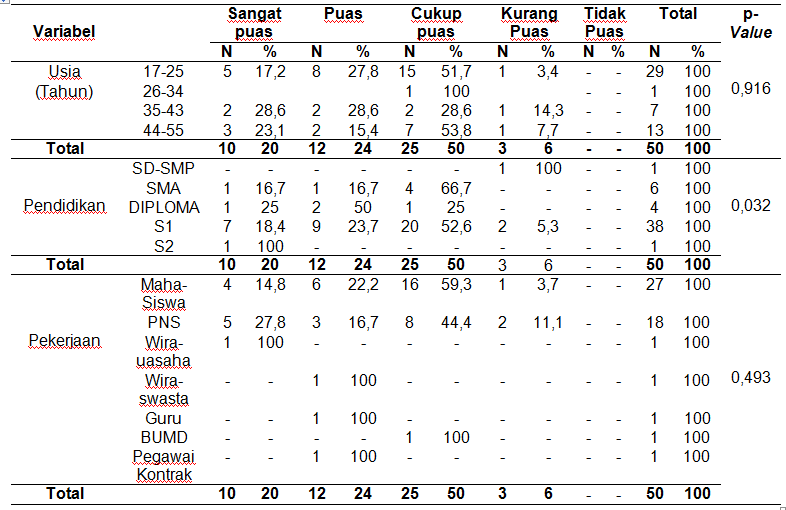 Variabel Sangat puas Puas Cukup puas Kurang Puas Tidak Puas Total p-Value
N % N % N % N % N % N %
Usia (Tahun) 17-25 5 17,2 8 27,8 15 51,7 1 3,4 - - 29 100 0,916
26-34 1 100 - - 1 100
35-43 2 28,6 2 28,6 2 28,6 1 14,3 - - 7 100
44-55 3 23,1 2 15,4 7 53,8 1 7,7 - - 13 100
Total 10 20 12 24 25 50 3 6 - - 50 100
Pendidikan SD-SMP - - - - - - 1 100 - - 1 100 0,032
SMA 1 16,7 1 16,7 4 66,7 - - - - 6 100
DIPLOMA 1 25 2 50 1 25 - - - - 4 100
S1 7 18,4 9 23,7 20 52,6 2 5,3 - - 38 100
S2 1 100 - - - - - - - - 1 100
Total 10 20 12 24 25 50 3 6 - - 50 100
Pekerjaan Maha-Siswa 4 14,8 6 22,2 16 59,3 1 3,7 - - 27 100 0,493
PNS 5 27,8 3 16,7 8 44,4 2 11,1 - - 18 100
Wira-uasaha 1 100 - - - - - - - - 1 100
Wira-swasta - - 1 100 - - - - - - 1 100
Guru - - 1 100 - - - - - - 1 100
BUMD - - - - 1 100 - - - - 1 100
Pegawai Kontrak - - 1 100 - - - - - - 1 100
Total 10 20 12 24 25 50 3 6 - - 50 100